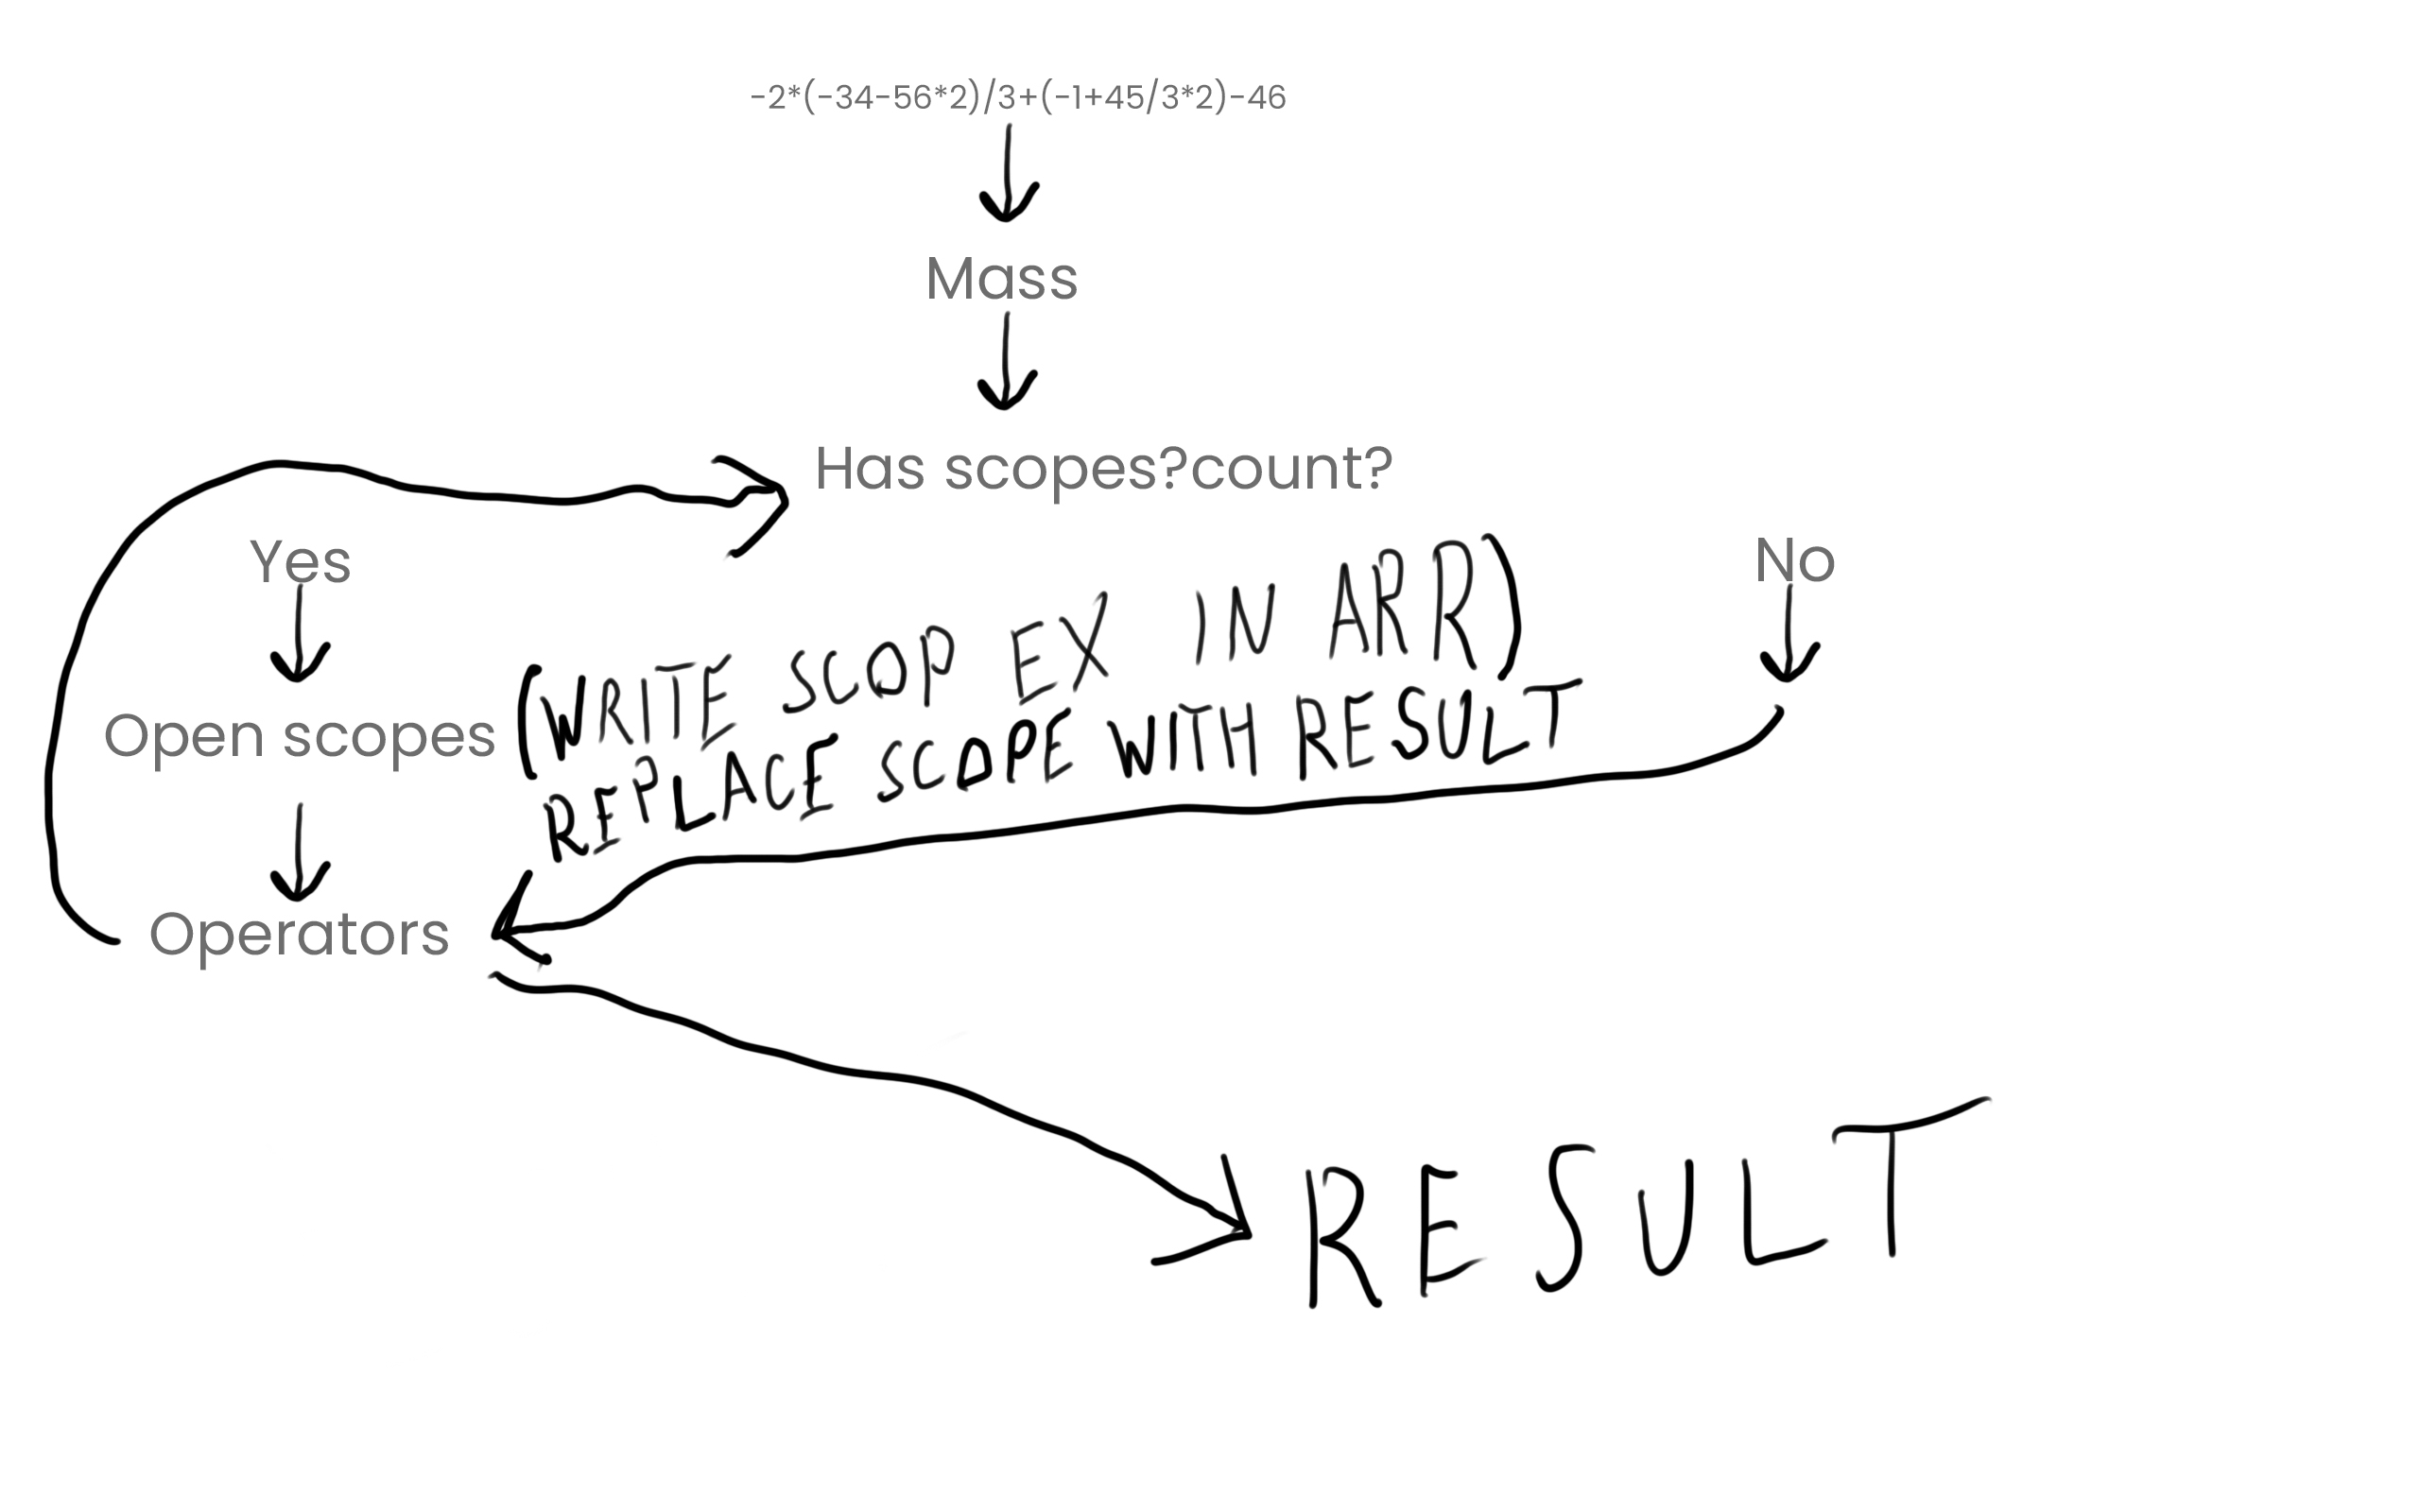 -2*(-34-56*2)/3+(-1+45/3*2)-46
Mass
Has scopes?count?
Yes
No
Open scopes
(WRITE SCOP EX IN ARR)
REPLACE SCOPE WITH RESULT
Operators
RESULT